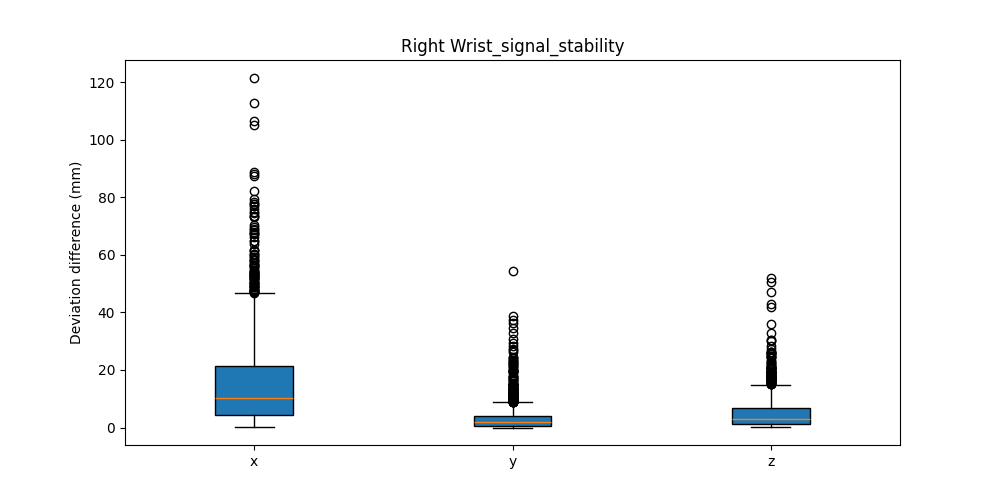 Right Wrist_signal_stability
Deviation difference (mm)
120
100
80
60
40
20
0
x
y
z